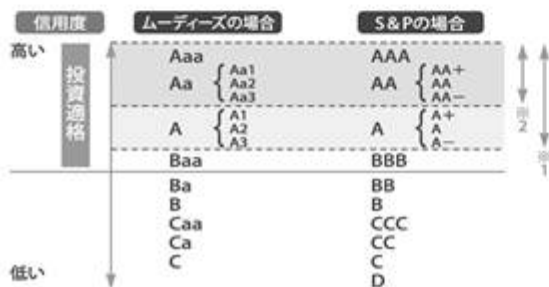 信用度 ムーディーズの場合 S&Pの場合
高い
投資適格
Aaa AAA
Aa Aa1 Aa2 Aa3 AA AA+ AA AA−
A A1 A2 A3 A A+ A A−
Baa BBB
Ba BB
B B
Caa CCC
Ca CC
C C
低い D
※2
※1